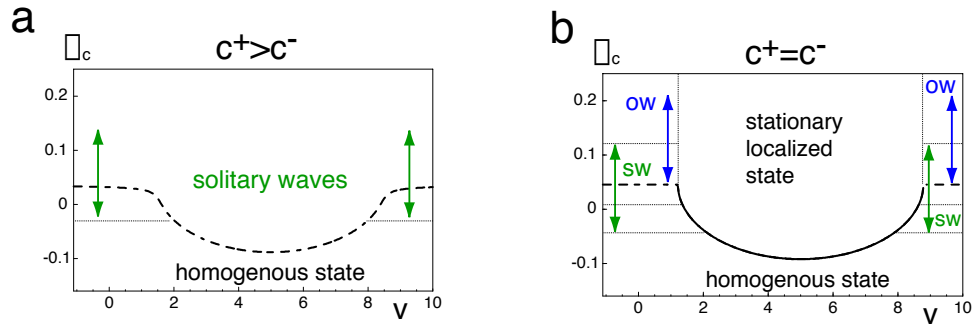 a
c+>c-
□c
0.2
0.1
0
-0.1
solitary waves
homogenous state
0 2 4 6 8 10
v
b
c+=c-
□c
0.2
0.1
0
-0.1
ow
sw
stationary
localized
state
ow
sw
homogenous state
0 2 4 6 8 10
v